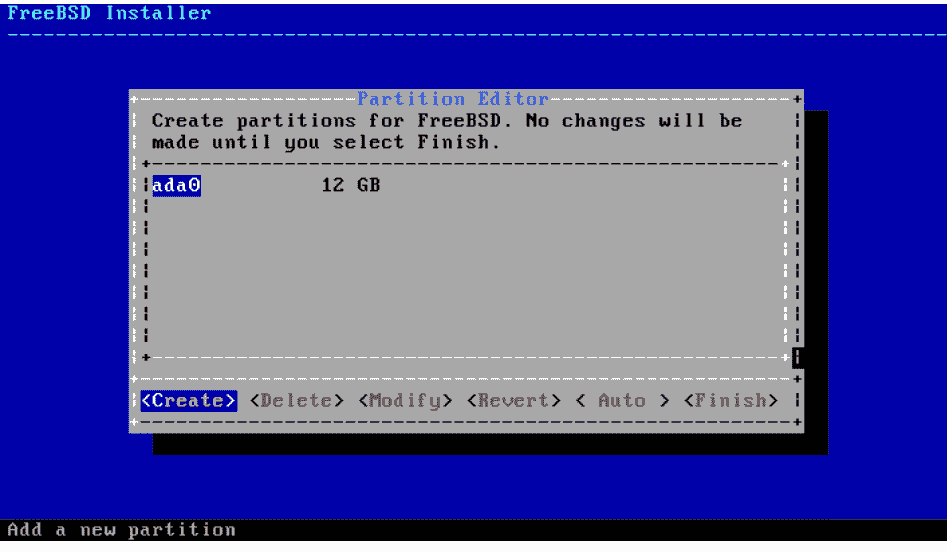 FreeBSD Installer
Partition Editor
Create partitions for FreeBSD. No changes will be
made until you select Finish.
ada0 12 GB
<Create> <Delete> <Modify> <Revert> < Auto > <Finish>
Add a new partition